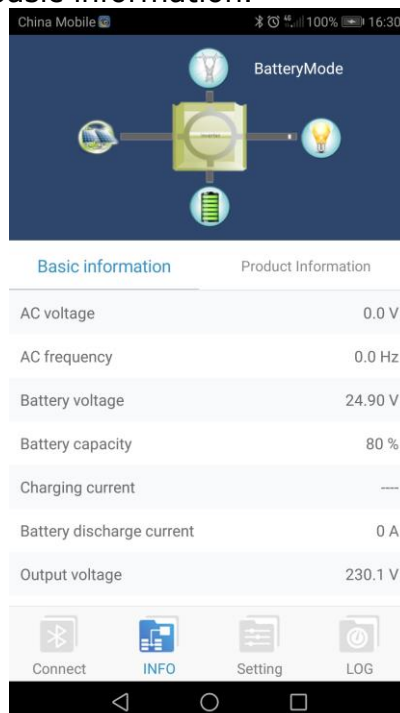 basic information.
China Mobile 100% 16:30
BatteryMode
Basic information Product Information
AC voltage 0.0 V
AC frequency 0.0 Hz
Battery voltage 24.90 V
Battery capacity 80 %
Charging current ----
Battery discharge current 0 A
Output voltage 230.1 V
Connect INFO Setting LOG